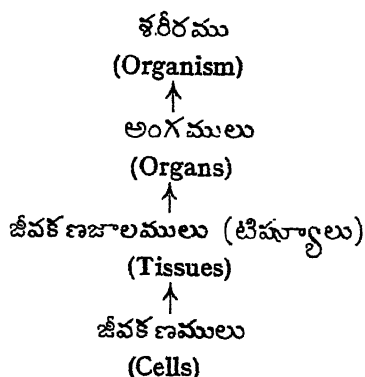 శరీరము
(Organism)
↑
అంగములు
(Organs)
↑
జీవకణజాలములు (టిష్యూలు)
(Tissues)
↑
జీవకణములు
(Cells)